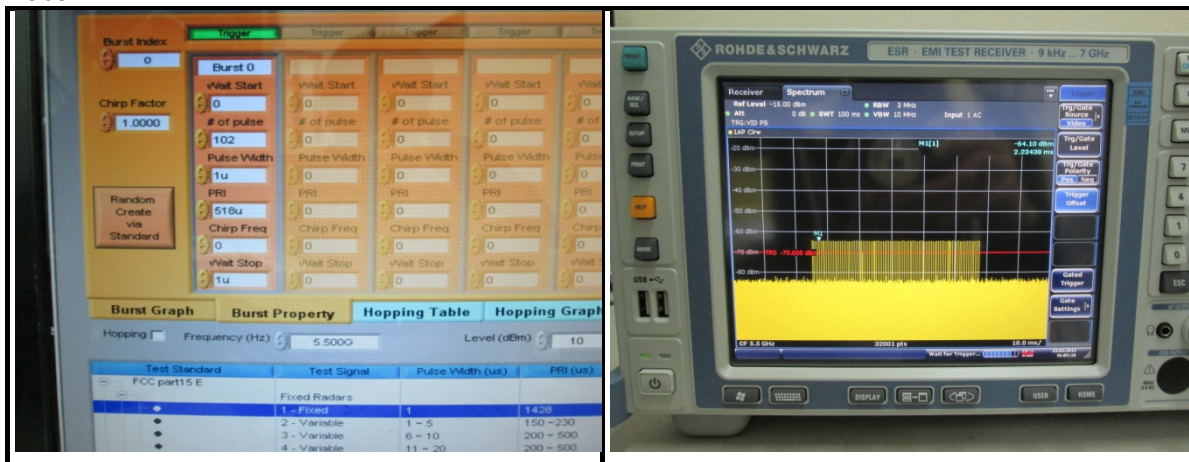 Trigger Trigger Trigger Trigger
Burst Index
0
Burst 0
Wait Start Wait Start Wait Start Wait Start
0 0 0 0
Chirp Factor
1.0000
# of pulse # of pulse # of pulse # of pulse
102 0 0 0
Pulse Width Pulse Width Pulse Width Pulse Width
1u 0 0 0
PRI PRI PRI PRI
518u 0 0 0
Random
Create
via
Standard
Chirp Freq Chirp Freq Chirp Freq Chirp Freq
0 0 0 0
Wait Stop Wait Stop Wait Stop Wait Stop
1u 0 0 0
Burst Graph Burst Property Hopping Table Hopping Graph
Hopping Frequency (Hz) 5.500G Level (dBm) 10
Test Standard Test Signal Pulse Width (us) PRI (us)
FCC part15 E
Fixed Radars
1 - Fixed 1 1428
2 - Variable 1 ~ 5 150 ~230
3 - Variable 6 ~ 10 200 ~ 500
4 - Variable 11 ~ 20 200 ~ 500
ROHDE&SCHWARZ ESR · EMI TEST RECEIVER · 9 kHz ... 7 GHz
PRESET
SETUP
PRINT
HELP
MODE
USB
Receiver Spectrum
Ref Level -15.00 dBm RBW 3 MHz
Att 0 dB SWT 100 ms VBW 10 MHz Input 1 AC
TRG:VID PS
1AP Clrw
M1[1] -64.10 dBm
2.23438 ms
-20 dBm
-30 dBm
-40 dBm
-50 dBm
M1
-70 dBm TRG -70.000 dBm
-80 dBm
CF 5.5 GHz 32001 pts 10.0 ms/
Wait for Trigger...
Trigger
Trg/Gate
Source
Video
Trg/Gate
Level
Trg/Gate
Polarity
Pos Neg
Trigger
Offset
Gated
Trigger
Gate
Settings
7
4
1
0
ESC
DISPLAY USER HOME